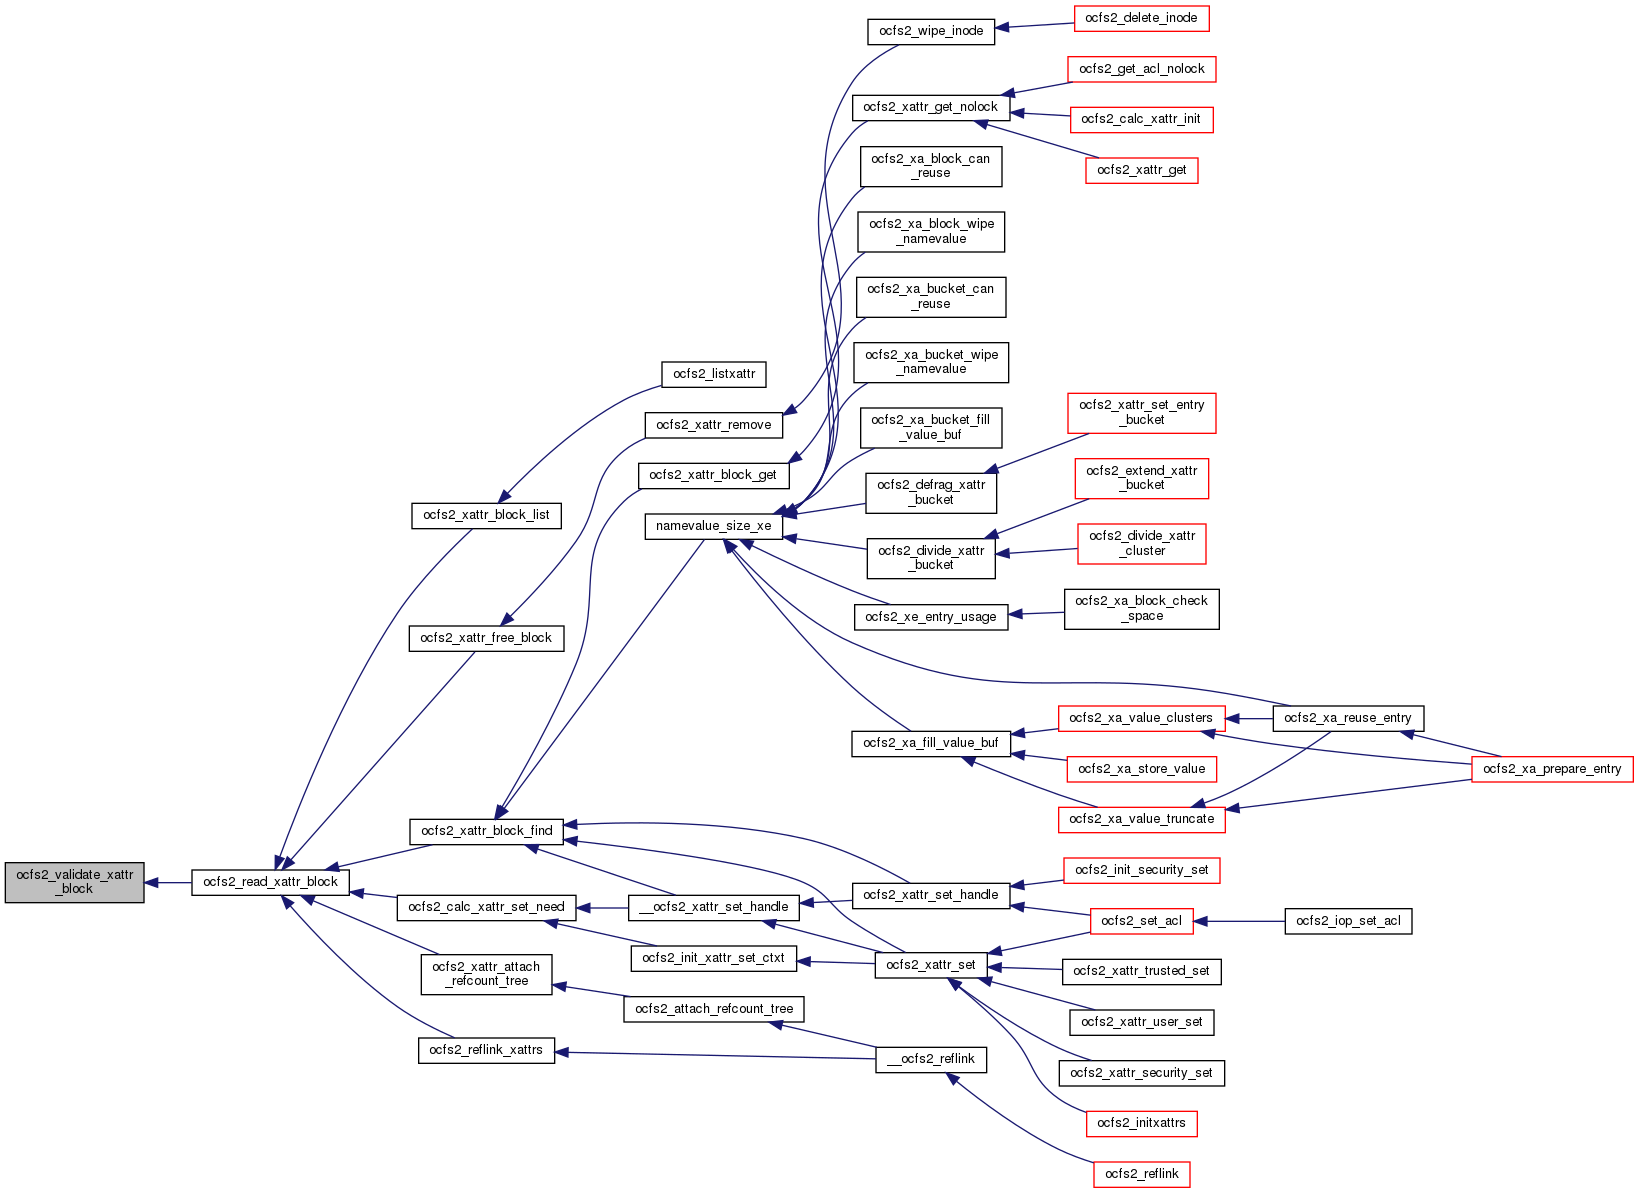 ocfs2_wipe_inode
ocfs2_delete_inode
ocfs2_get_acl_nolock
ocfs2_xattr_get_nolock
ocfs2_calc_xattr_init
ocfs2_xattr_get
ocfs2_xa_block_can
_reuse
ocfs2_xa_block_wipe
_namevalue
ocfs2_xa_bucket_can
_reuse
ocfs2_xa_bucket_wipe
_namevalue
ocfs2_listxattr
ocfs2_xattr_remove
ocfs2_xa_bucket_fill
_value_buf
ocfs2_xattr_set_entry
_bucket
ocfs2_xattr_block_get
ocfs2_defrag_xattr
_bucket
ocfs2_extend_xattr
_bucket
ocfs2_xattr_block_list
namevalue_size_xe
ocfs2_divide_xattr
_bucket
ocfs2_divide_xattr
_cluster
ocfs2_xe_entry_usage
ocfs2_xa_block_check
_space
ocfs2_xattr_free_block
ocfs2_xa_fill_value_buf
ocfs2_xa_value_clusters
ocfs2_xa_reuse_entry
ocfs2_xa_store_value
ocfs2_xa_prepare_entry
ocfs2_xa_value_truncate
ocfs2_xattr_block_find
ocfs2_validate_xattr
_block
ocfs2_read_xattr_block
ocfs2_calc_xattr_set_need
__ocfs2_xattr_set_handle
ocfs2_xattr_set_handle
ocfs2_init_security_set
ocfs2_set_acl
ocfs2_iop_set_acl
ocfs2_init_xattr_set_ctxt
ocfs2_xattr_set
ocfs2_xattr_trusted_set
ocfs2_xattr_attach
_refcount_tree
ocfs2_attach_refcount_tree
ocfs2_xattr_user_set
ocfs2_reflink_xattrs
__ocfs2_reflink
ocfs2_xattr_security_set
ocfs2_initxattrs
ocfs2_reflink